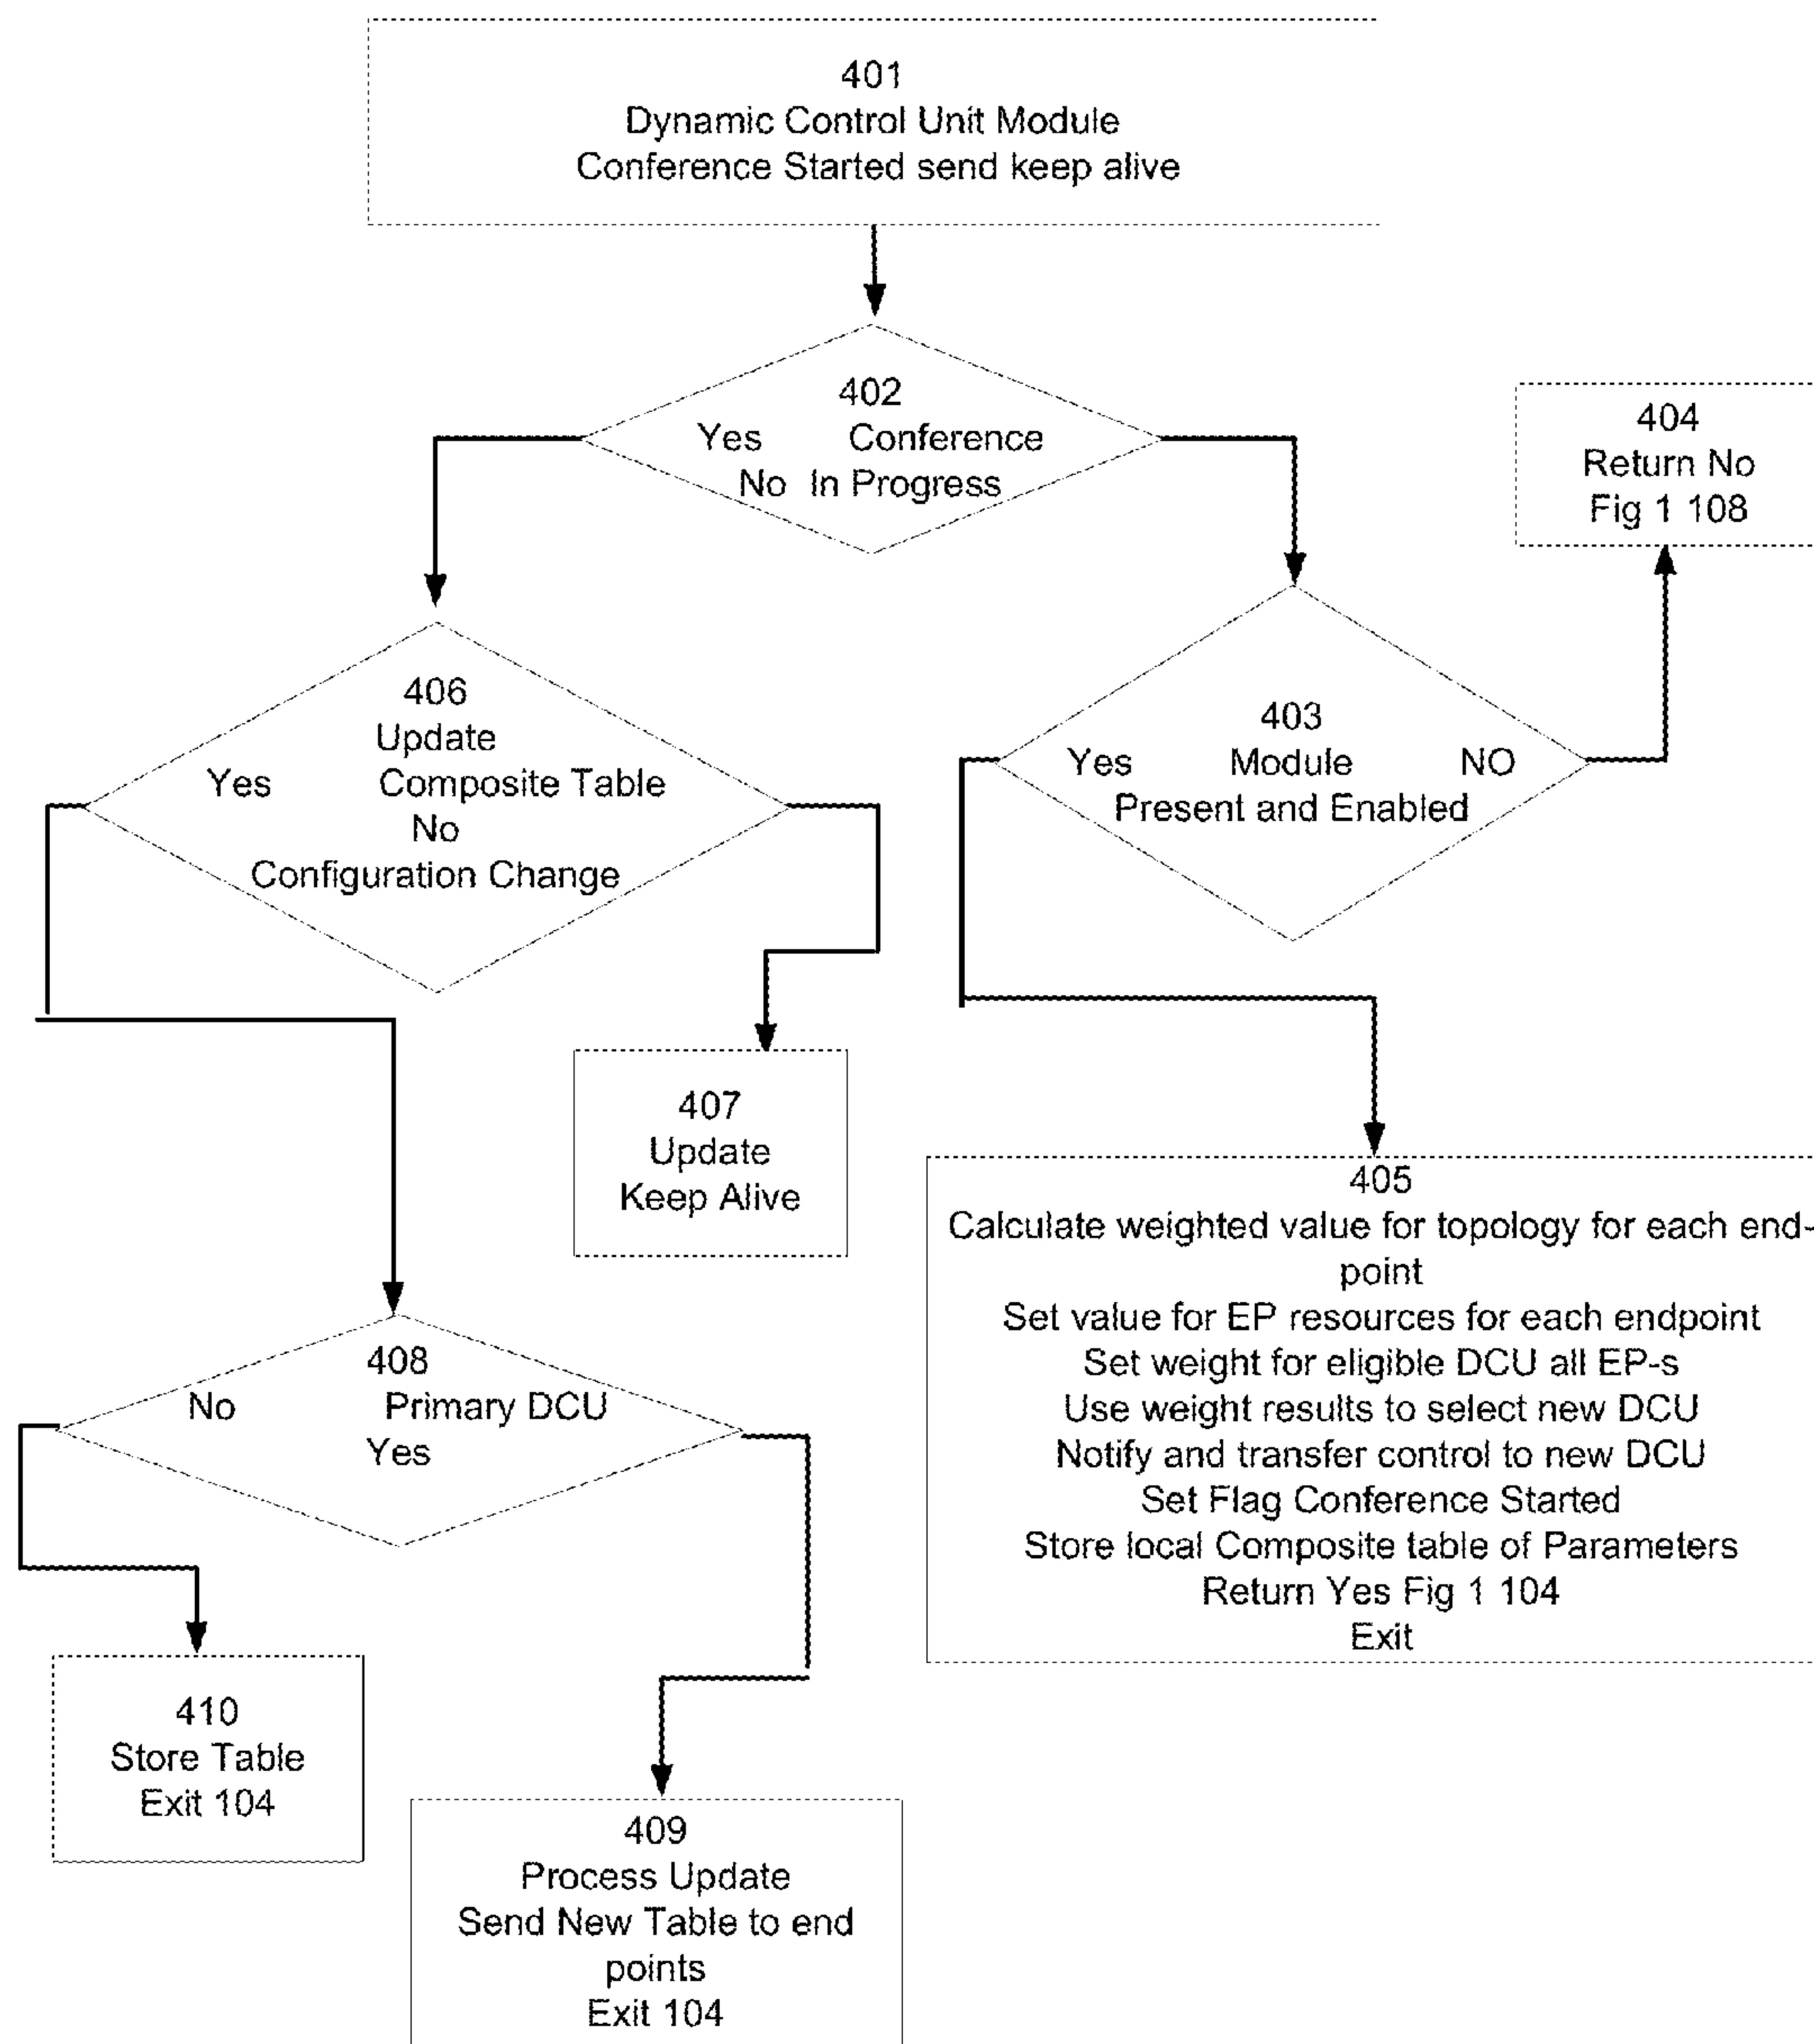 401
Dynamic Control Unit Module
Conference Started send keep alive
402
Yes Conference
No In Progress
404
Return No
Fig 1 108
406
Update
Yes Composite Table
No
Configuration Change
403
Yes Module NO
Present and Enabled
407
Update
Keep Alive
405
Calculate weighted value for topology for each end-
point
Set value for EP resources for each endpoint
Set weight for eligible DCU all EP-s
Use weight results to select new DCU
Notify and transfer control to new DCU
Set Flag Conference Started
Store local Composite table of Parameters
Return Yes Fig 1 104
Exit
408
No Primary DCU
Yes
410
Store Table
Exit 104
409
Process Update
Send New Table to end
points
Exit 104